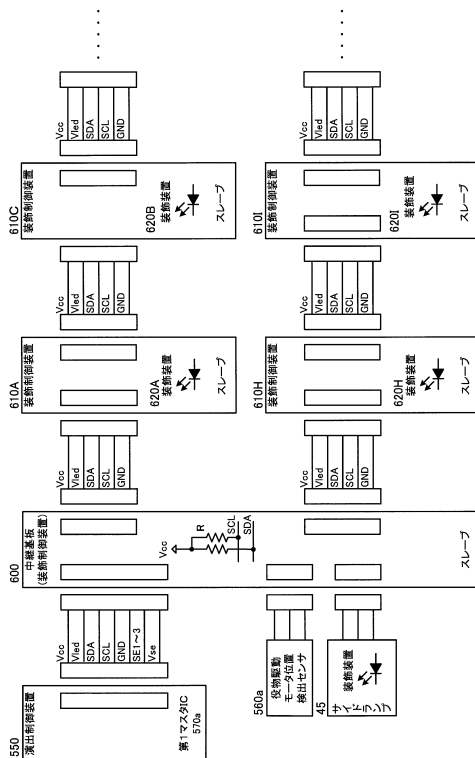 550
演出制御装置
第1マスタIC
570a
Vcc
Vled
SDA
SCL
GND
SE1～3
Vse
600
中継基板
(装飾制御装置)
Vcc
R
SCL
SDA
スレーブ
560a
役物駆動
モータ位置
検出センサ
45
サイドランプ
装飾装置
Vcc
Vled
SDA
SCL
GND
610A
装飾制御装置
620A
装飾装置
スレーブ
Vcc
Vled
SDA
SCL
GND
610C
装飾制御装置
620B
装飾装置
スレーブ
Vcc
Vled
SDA
SCL
GND
Vcc
Vled
SDA
SCL
GND
610H
装飾制御装置
620H
装飾装置
スレーブ
Vcc
Vled
SDA
SCL
GND
610I
装飾制御装置
620I
装飾装置
スレーブ
Vcc
Vled
SDA
SCL
GND